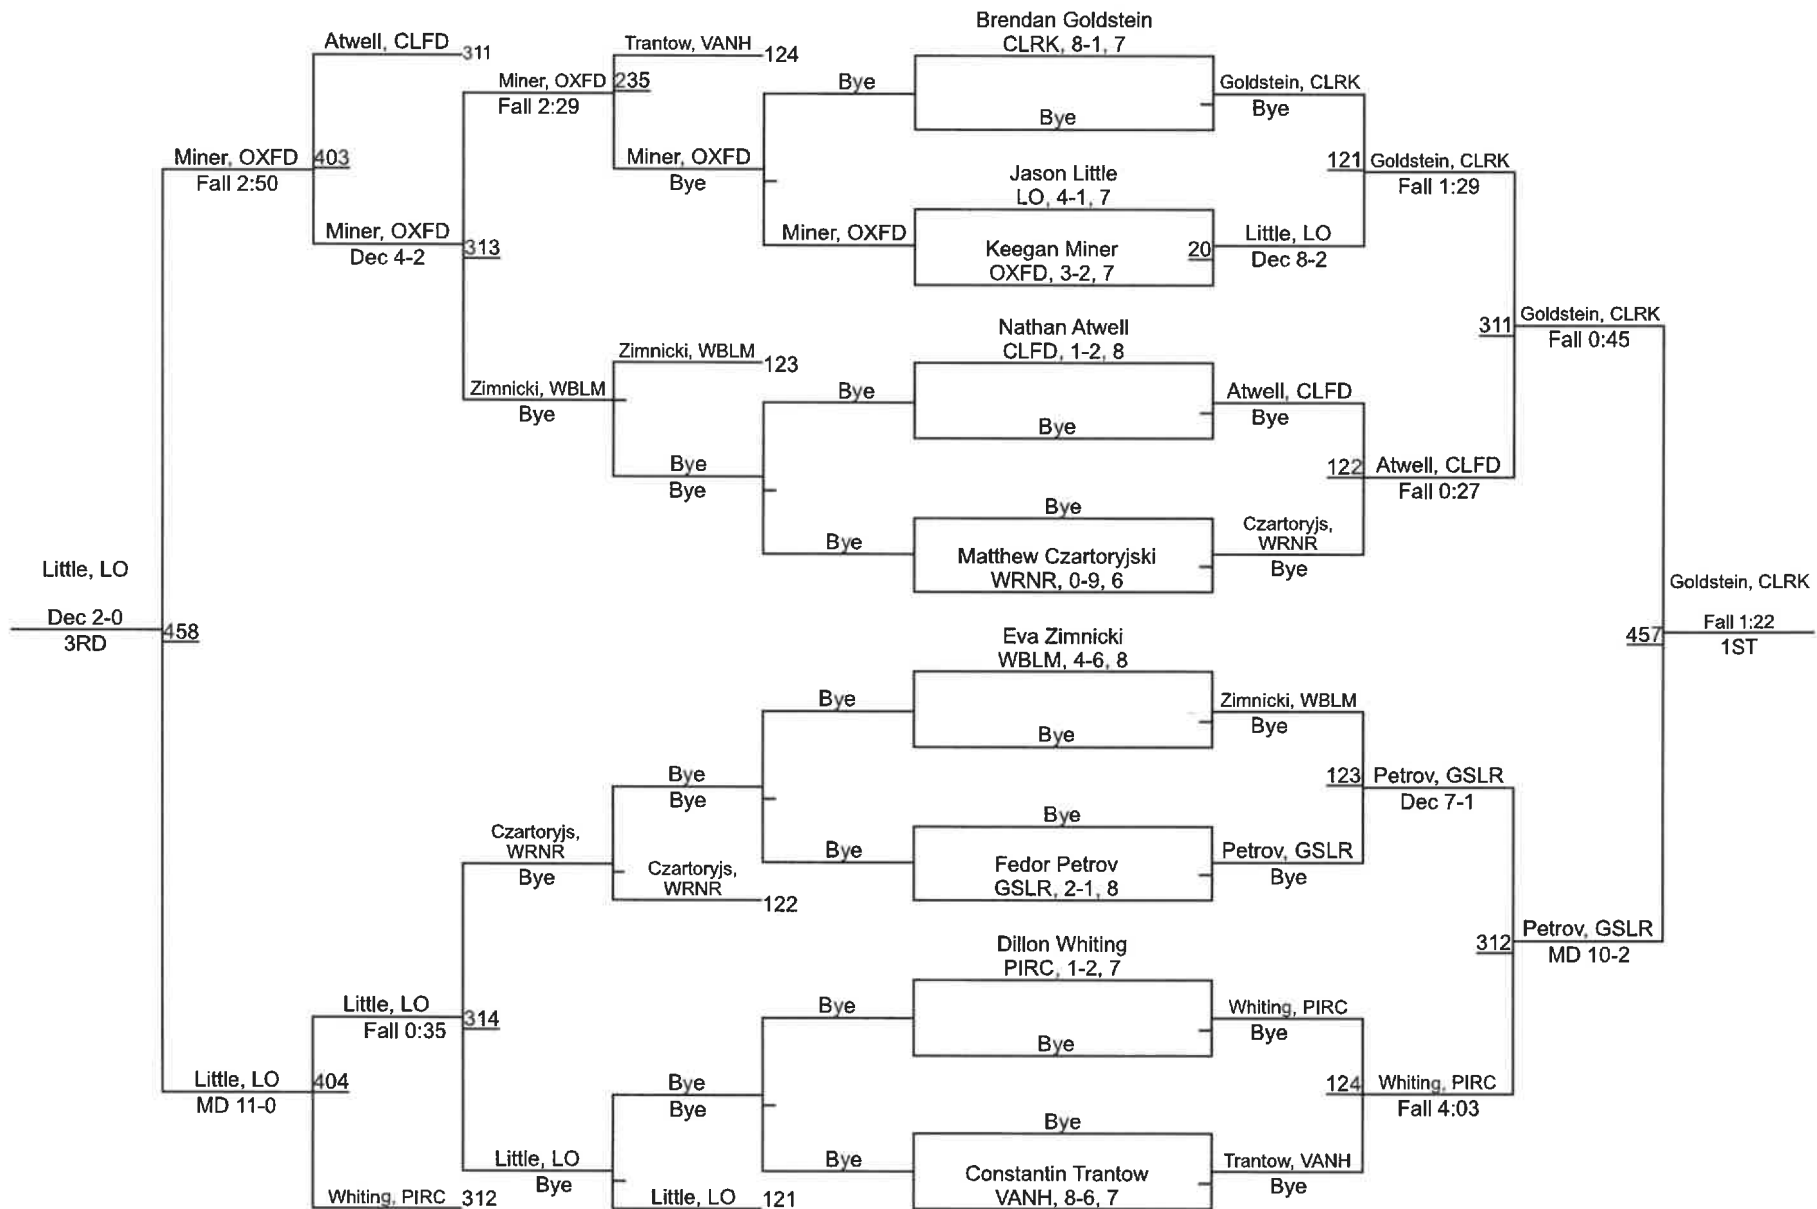 Brendan Goldstein
CLRK, 8-1, 7
Atwell, CLFD
311
Trantow, VANH
124
Miner, OXFD
235
Fall 2:29
Bye
Goldstein, CLRK
Bye
Bye
Miner, OXFD
403
Fall 2:50
Miner, OXFD
Bye
121
Goldstein, CLRK
Fall 1:29
Jason Little
LO, 4-1, 7
Miner, OXFD
Dec 4-2
313
Miner, OXFD
Keegan Miner
OXFD, 3-2, 7
20
Little, LO
Dec 8-2
Nathan Atwell
CLFD, 1-2, 8
311
Goldstein, CLRK
Fall 0:45
Zimnicki, WBLM
123
Zimnicki, WBLM
Bye
Bye
Atwell, CLFD
Bye
Bye
Bye
Bye
122
Atwell, CLFD
Fall 0:27
Bye
Bye
Matthew Czartoryjski
WRNR, 0-9, 6
Czartoryjs,
WRNR
Bye
Little, LO
Dec 2-0
3RD
458
Goldstein, CLRK
457
Fall 1:22
1ST
Eva Zimnicki
WBLM, 4-6, 8
Bye
Zimnicki, WBLM
Bye
Bye
Bye
Bye
123
Petrov, GSLR
Dec 7-1
Bye
Czartoryjs,
WRNR
Bye
Czartoryjs,
WRNR
122
Bye
Fedor Petrov
GSLR, 2-1, 8
Petrov, GSLR
Bye
Dillon Whiting
PIRC, 1-2, 7
312
Petrov, GSLR
MD 10-2
Little, LO
Fall 0:35
314
Bye
Whiting, PIRC
Bye
Bye
Little, LO
MD 11-0
404
Bye
Bye
124
Whiting, PIRC
Fall 4:03
Bye
Little, LO
Bye
Bye
Constantin Trantow
VANH, 8-6, 7
Trantow, VANH
Bye
Whiting, PIRC
312
Little, LO
121